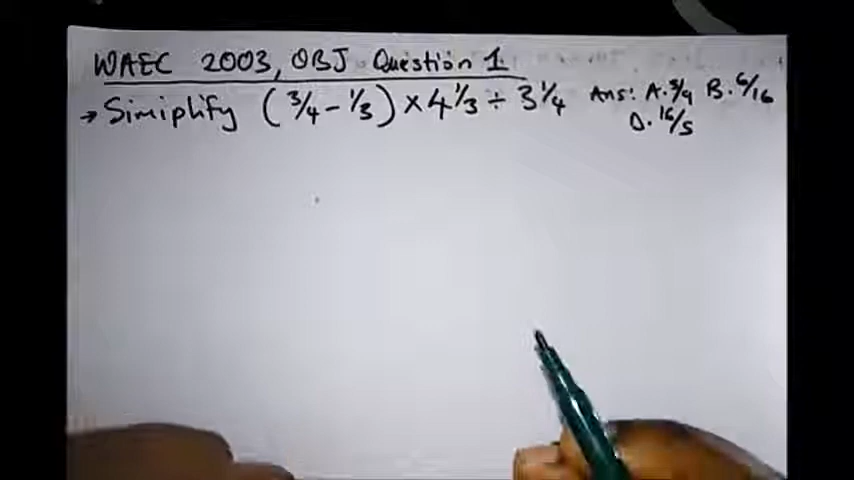 WAEC 2003, OBJ Question 1
→ Simiplify (3/4 - 1/3) × 4 1/3 ÷ 3 1/4 Ans: A. 5/9 B. 6/16
D. 16/5